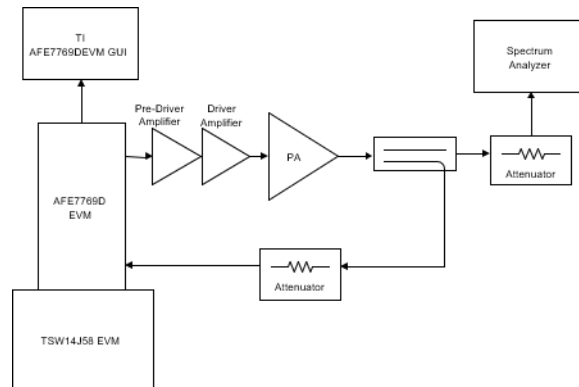 TI
AFE7769DEVM GUI
Spectrum
Analyzer
Pre-Driver
Amplifier
Driver
Amplifier
PA
Attenuator
AFE7769D
EVM
Attenuator
TSW14J58 EVM